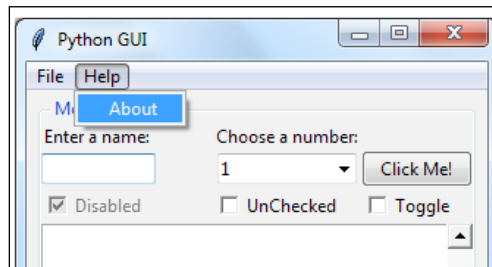 Python GUI
File Help
About
Enter a name: Choose a number:
1 Click Me!
Disabled UnChecked Toggle